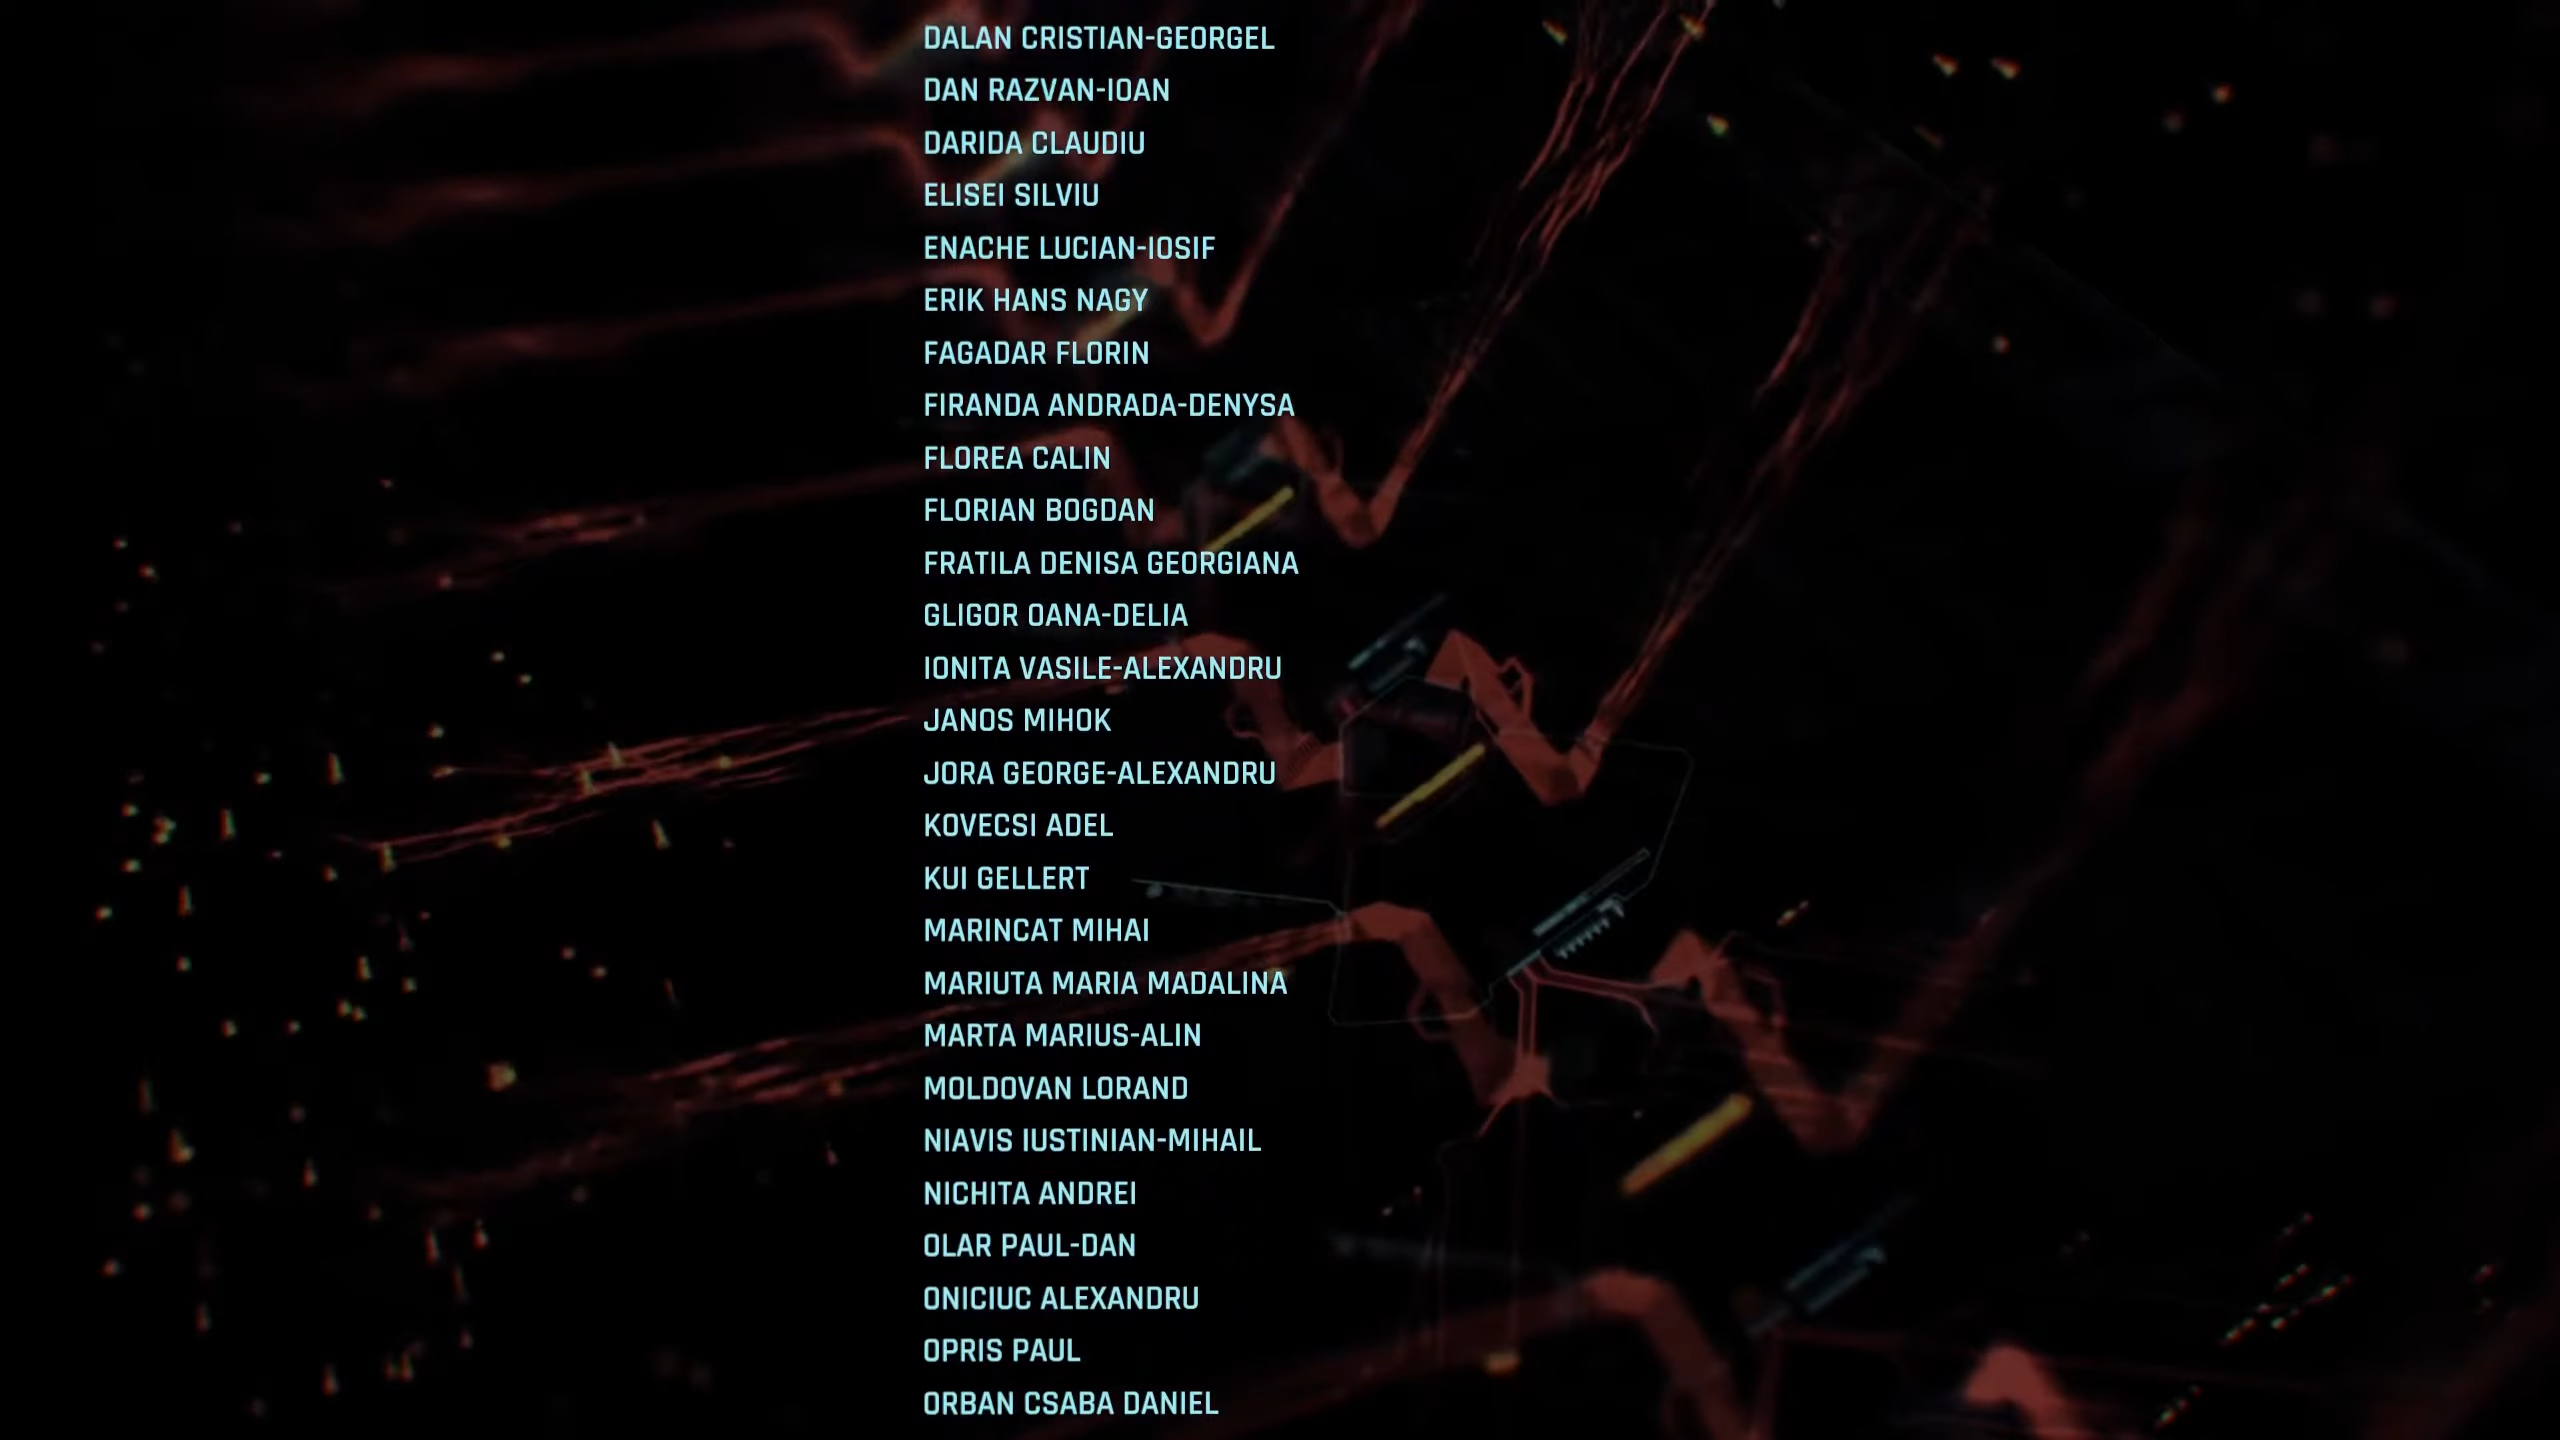 DALAN CRISTIAN-GEORGEL
DAN RAZVAN-IOAN
DARIDA CLAUDIU
ELISEI SILVIU
ENACHE LUCIAN-IOSIF
ERIK HANS NAGY
FAGADAR FLORIN
FIRANDA ANDRADA-DENYSA
FLOREA CALIN
FLORIAN BOGDAN
FRATILA DENISA GEORGIANA
GLIGOR OANA-DELIA
IONITA VASILE-ALEXANDRU
JANOS MIHOK
JORA GEORGE-ALEXANDRU
KOVECSI ADEL
KUI GELLERT
MARINCAT MIHAI
MARIUTA MARIA MADALINA
MARTA MARIUS-ALIN
MOLDOVAN LORAND
NIAVIS IUSTINIAN-MIHAIL
NICHITA ANDREI
OLAR PAUL-DAN
ONICIUC ALEXANDRU
OPRIS PAUL
ORBAN CSABA DANIEL